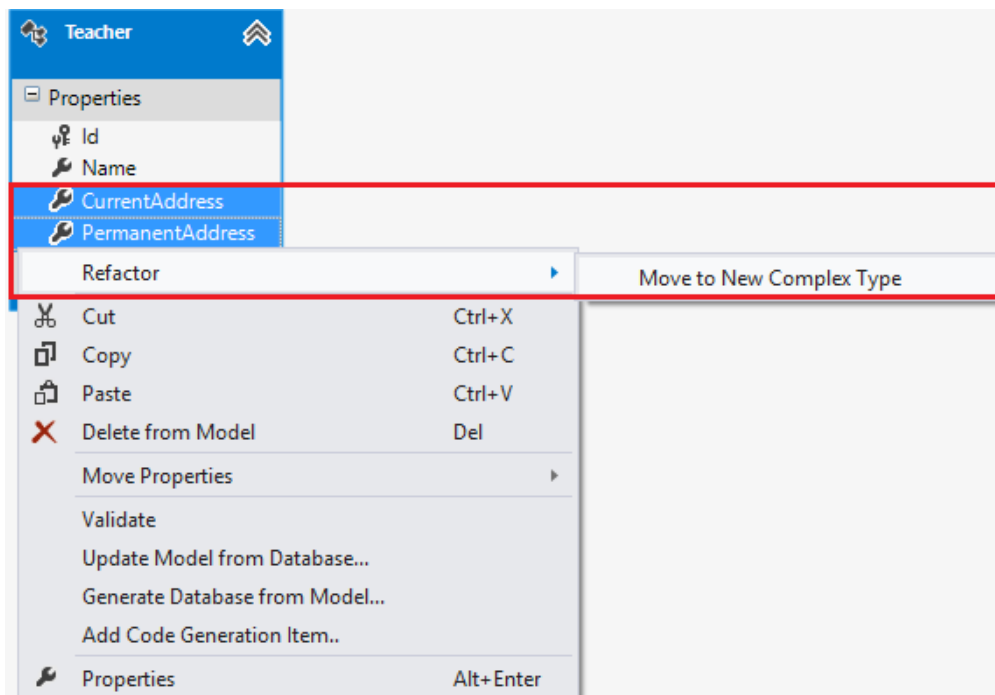 Teacher
Properties
Id
Name
CurrentAddress
PermanentAddress
Refactor
Move to New Complex Type
Cut Ctrl+X
Copy Ctrl+C
Paste Ctrl+V
Delete from Model Del
Move Properties
Validate
Update Model from Database...
Generate Database from Model...
Add Code Generation Item..
Properties Alt+Enter